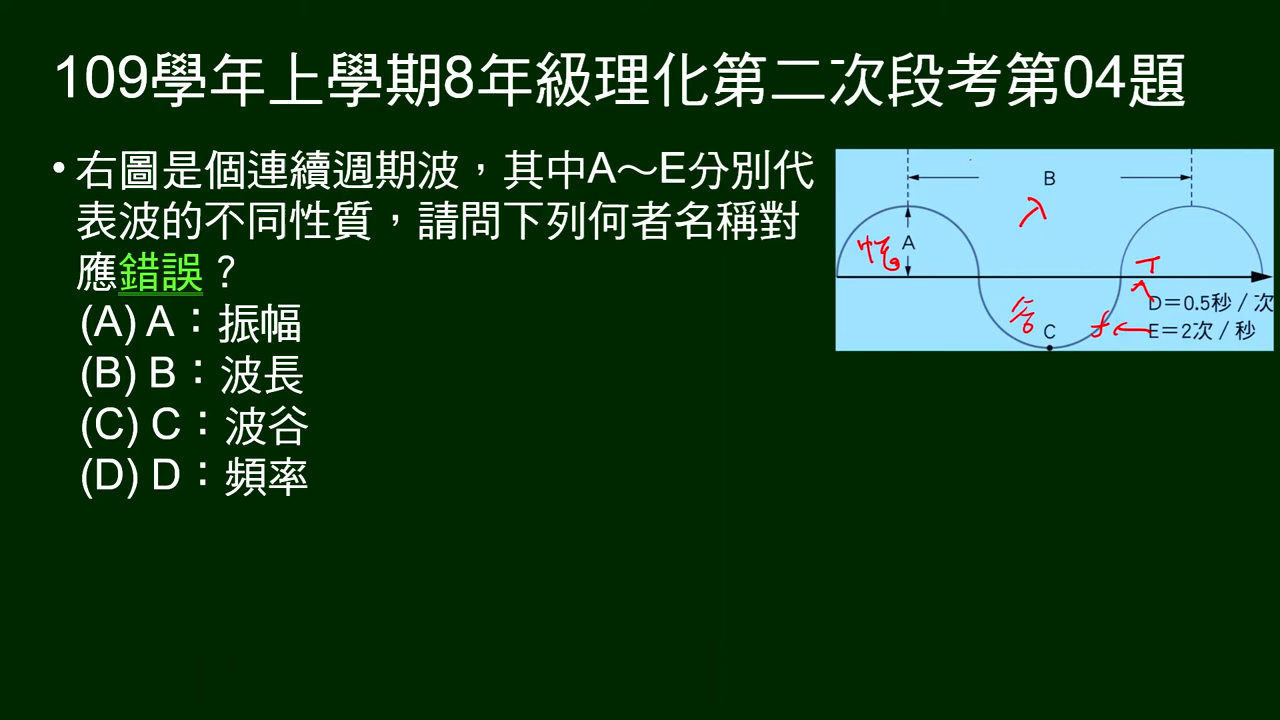 109學年上學期8年級理化第二次段考第04題
• 右圖是個連續週期波，其中A～E分別代
表波的不同性質，請問下列何者名稱對
應錯誤？
(A) A：振幅
(B) B：波長
(C) C：波谷
(D) D：頻率
B
λ
A
幅
T
D＝0.5秒／次
谷
C
f
E＝2次／秒